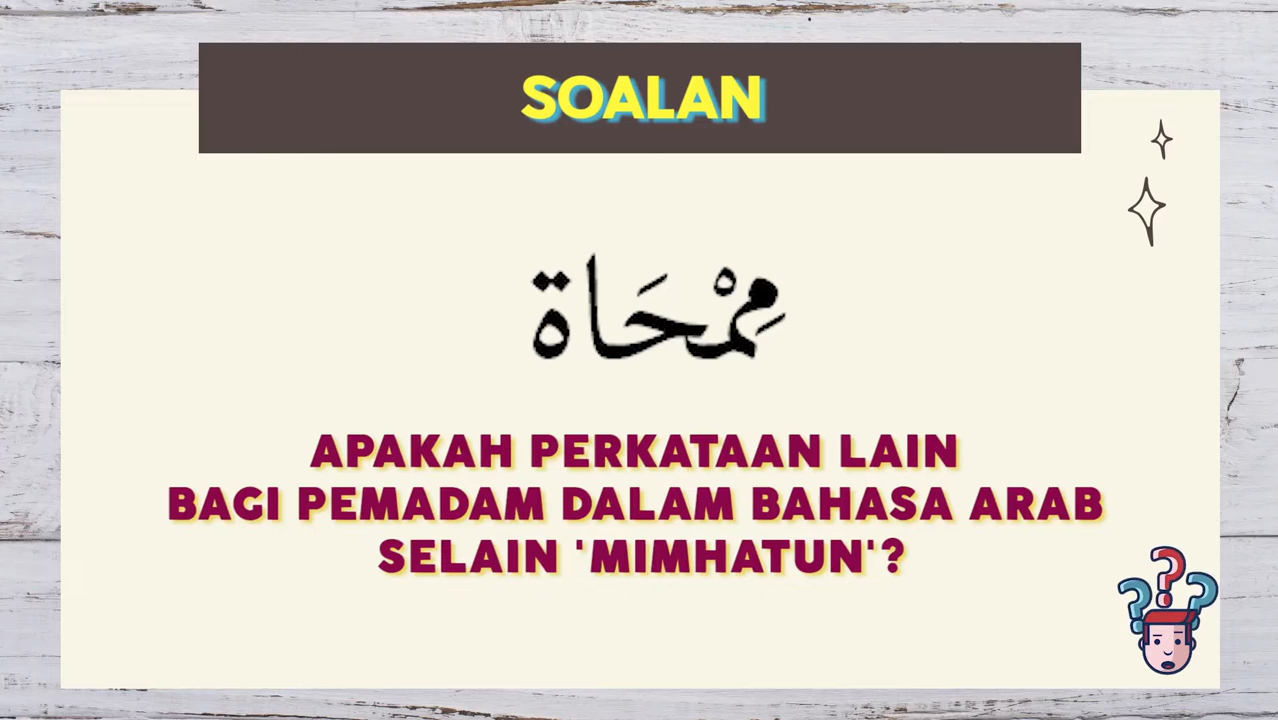 SOALAN
مِمْحَاة
APAKAH PERKATAAN LAIN
BAGI PEMADAM DALAM BAHASA ARAB
SELAIN 'MIMHATUN'?